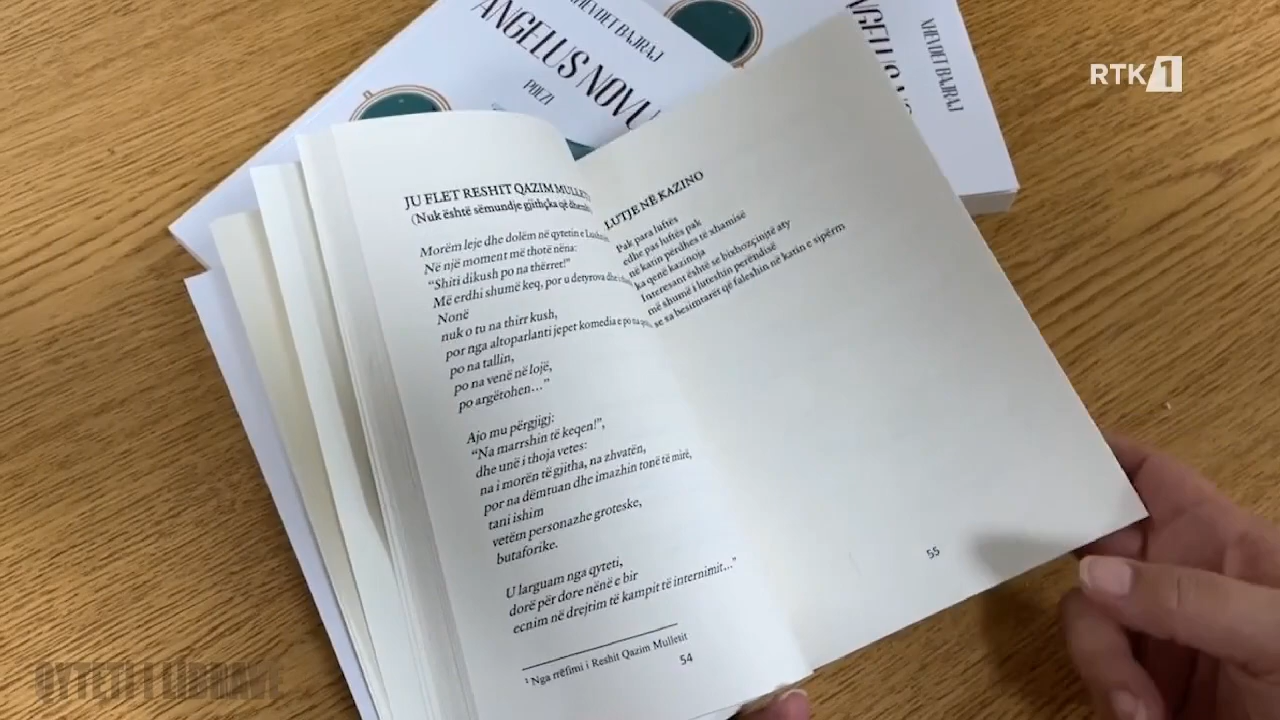 XHEVDET BAJRAJ
ANGELUS NOVU
POEZI
XHEVDET BAJRAJ
RTK 1
JU FLET RESHIT QAZIM MULLET
(Nuk është sëmundje gjithçka që
Morëm leje dhe dolëm në qytetin e
Në një moment më thotë nëna:
“Shiti dikush po na thërret!”
Më erdhi shumë keq, por u detyrova
Nonë
nuk o tu na thirr kush,
por nga altoparlanti jepet komedia e po na
po na tallin,
po na venë në lojë,
po argëtohen…”
Ajo mu përgjigj:
“Na marrshin të keqen!”,
dhe unë i thoja vetes:
na i morën të gjitha, na zhvatën,
por na dëmtuan dhe imazhin tonë të mirë,
tani ishim
vetëm personazhe groteske,
butaforike.
U larguam nga qyteti,
dorë për dore nënë e bir
ecnim në drejtim të kampit të internimit…”
¹ Nga rrëfimi i Reshit Qazim Mulletit
54
LUTJE NË KAZINO
Pak para luftës
edhe pas luftës pak
në katin përdhes të xhamisë
ka qenë kazinoja
Interesant është se bixhozçinjtë aty
më shumë i luteshin perëndisë
se sa besimtarët që faleshin në katin e sipërm
55
QYTETI I LIBRAVE